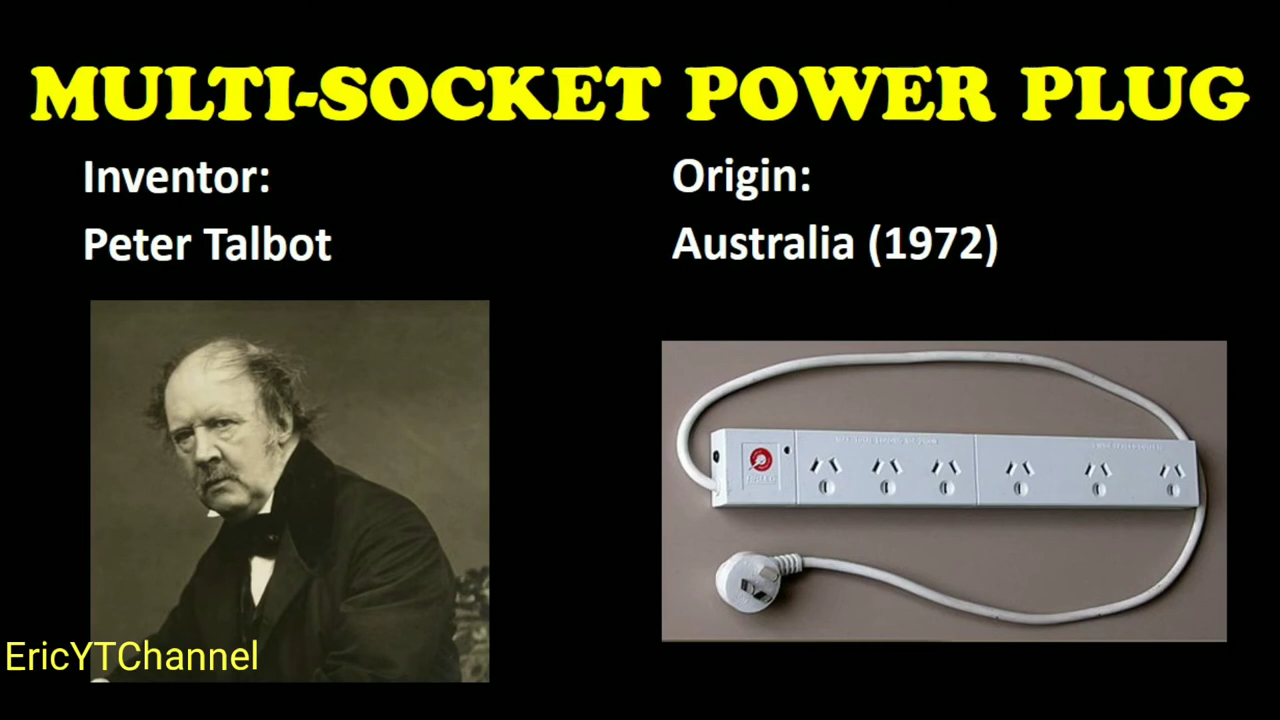 MULTI-SOCKET POWER PLUG
Inventor:
Peter Talbot
Origin:
Australia (1972)
EricYTChannel